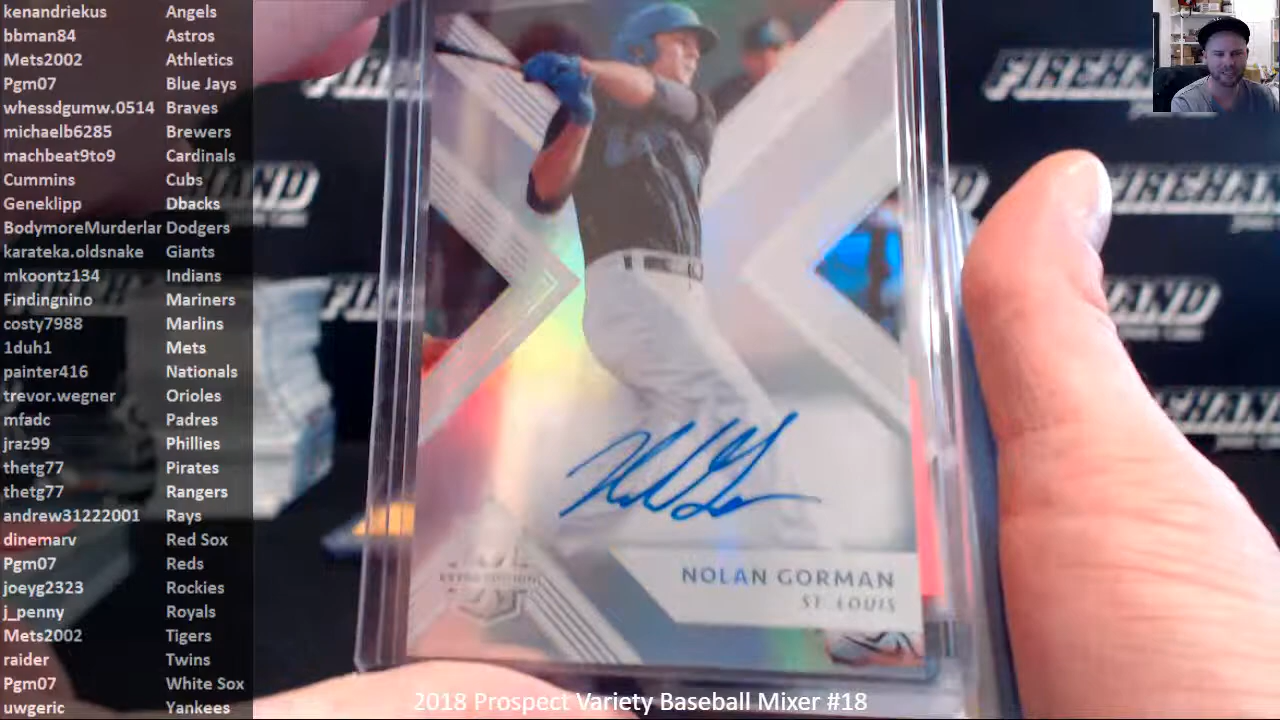 kenandriekus Angels
bbman84 Astros
Mets2002 Athletics
Pgm07 Blue Jays
whessdgumw.0514 Braves
michaelb6285 Brewers
machbeat9to9 Cardinals
Cummins Cubs
Geneklipp Dbacks
BodymoreMurderlar Dodgers
karateka.oldsnake Giants
mkoontz134 Indians
Findingnino Mariners
costy7988 Marlins
1duh1 Mets
painter416 Nationals
trevor.wegner Orioles
mfadc Padres
jraz99 Phillies
thetg77 Pirates
thetg77 Rangers
andrew31222001 Rays
dinemarv Red Sox
Pgm07 Reds
joeyg2323 Rockies
j_penny Royals
Mets2002 Tigers
raider Twins
Pgm07 White Sox
uwgeric Yankees
FIREHAND
NOLAN GORMAN
ST. LOUIS
2018 Prospect Variety Baseball Mixer #18